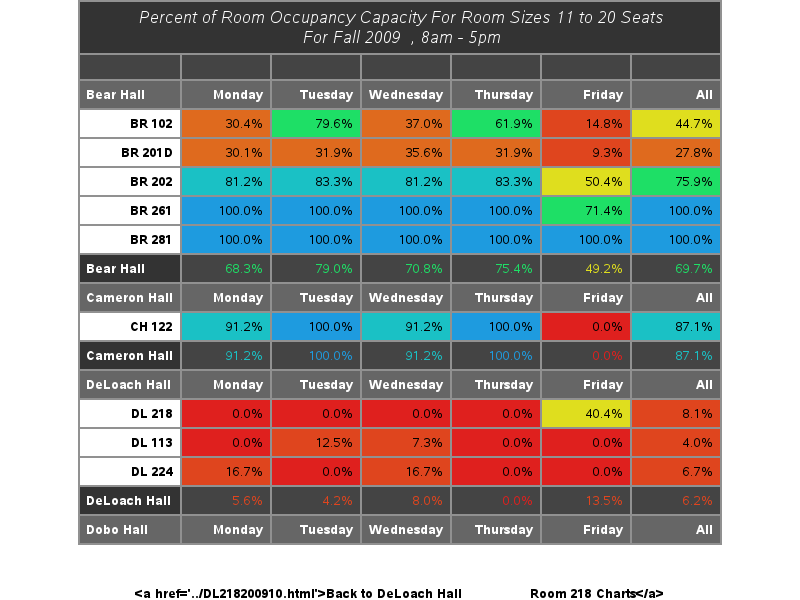 Percent of Room Occupancy Capacity For Room Sizes 11 to 20 Seats
For Fall 2009 , 8am - 5pm
Bear Hall Monday Tuesday Wednesday Thursday Friday All
BR 102 30.4% 79.6% 37.0% 61.9% 14.8% 44.7%
BR 201D 30.1% 31.9% 35.6% 31.9% 9.3% 27.8%
BR 202 81.2% 83.3% 81.2% 83.3% 50.4% 75.9%
BR 261 100.0% 100.0% 100.0% 100.0% 71.4% 100.0%
BR 281 100.0% 100.0% 100.0% 100.0% 100.0% 100.0%
Bear Hall 68.3% 79.0% 70.8% 75.4% 49.2% 69.7%
Cameron Hall Monday Tuesday Wednesday Thursday Friday All
CH 122 91.2% 100.0% 91.2% 100.0% 0.0% 87.1%
Cameron Hall 91.2% 100.0% 91.2% 100.0% 0.0% 87.1%
DeLoach Hall Monday Tuesday Wednesday Thursday Friday All
DL 218 0.0% 0.0% 0.0% 0.0% 40.4% 8.1%
DL 113 0.0% 12.5% 7.3% 0.0% 0.0% 4.0%
DL 224 16.7% 0.0% 16.7% 0.0% 0.0% 6.7%
DeLoach Hall 5.6% 4.2% 8.0% 0.0% 13.5% 6.2%
Dobo Hall Monday Tuesday Wednesday Thursday Friday All
<a href='../DL218200910.html'>Back to DeLoach Hall Room 218 Charts</a>